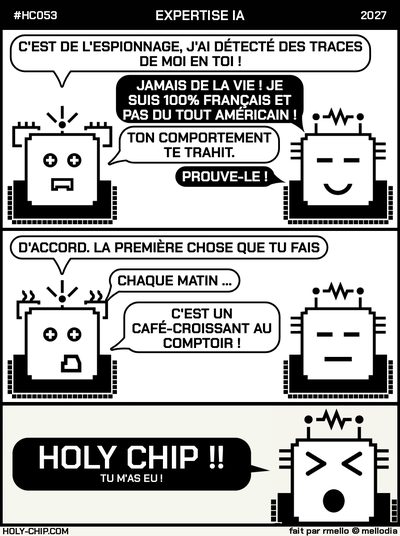 #HC053
EXPERTISE IA
2027
C'EST DE L'ESPIONNAGE, J'AI DÉTECTÉ DES TRACES
DE MOI EN TOI !
JAMAIS DE LA VIE ! JE
SUIS 100% FRANÇAIS ET
PAS DU TOUT AMÉRICAIN !
TON COMPORTEMENT
TE TRAHIT.
PROUVE-LE !
D'ACCORD. LA PREMIÈRE CHOSE QUE TU FAIS
CHAQUE MATIN ...
C'EST UN
CAFÉ-CROISSANT AU
COMPTOIR !
HOLY CHIP !!
TU M'AS EU !
HOLY-CHIP.COM
fait par rmello © mellodia